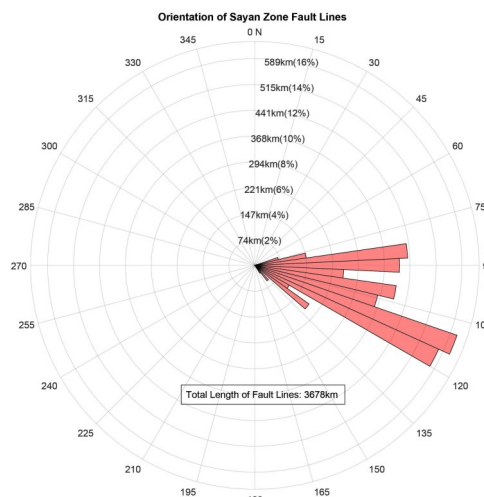 Orientation of Sayan Zone Fault Lines
0 N
345
15
330
30
315
45
300
60
285
75
270
255
240
120
225
135
210
150
195
165
589km(16%)
515km(14%)
441km(12%)
368km(10%)
294km(8%)
221km(6%)
147km(4%)
74km(2%)
Total Length of Fault Lines: 3678km